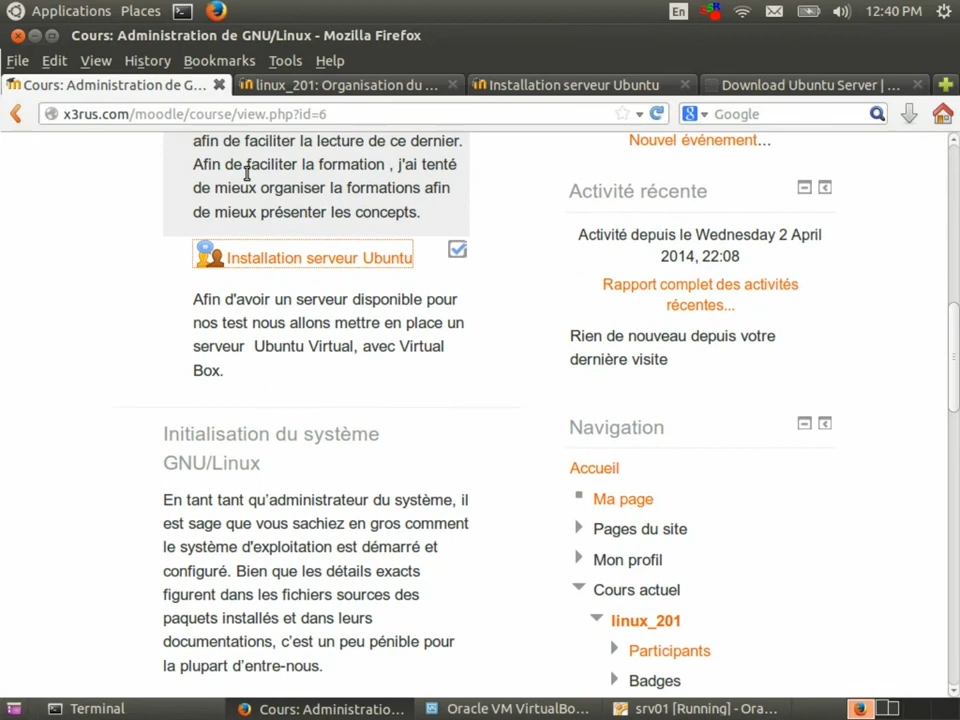 Applications Places En 12:40 PM
Cours: Administration de GNU/Linux - Mozilla Firefox
File Edit View History Bookmarks Tools Help
Cours: Administration de G... linux_201: Organisation du ... Installation serveur Ubuntu Download Ubuntu Server | ...
x3rus.com/moodle/course/view.php?id=6 Google
afin de faciliter la lecture de ce dernier.
Afin de faciliter la formation , j'ai tenté
de mieux organiser la formations afin
de mieux présenter les concepts.
Installation serveur Ubuntu
Afin d'avoir un serveur disponible pour
nos test nous allons mettre en place un
serveur Ubuntu Virtual, avec Virtual
Box.
Initialisation du système
GNU/Linux
En tant tant qu’administrateur du système, il
est sage que vous sachiez en gros comment
le système d'exploitation est démarré et
configuré. Bien que les détails exacts
figurent dans les fichiers sources des
paquets installés et dans leurs
documentations, c’est un peu pénible pour
la plupart d’entre-nous.
Nouvel événement...
Activité récente
Activité depuis le Wednesday 2 April
2014, 22:08
Rapport complet des activités
récentes...
Rien de nouveau depuis votre
dernière visite
Navigation
Accueil
Ma page
Pages du site
Mon profil
Cours actuel
linux_201
Participants
Badges
Terminal Cours: Administratio... Oracle VM VirtualBo... srv01 [Running] - Ora...